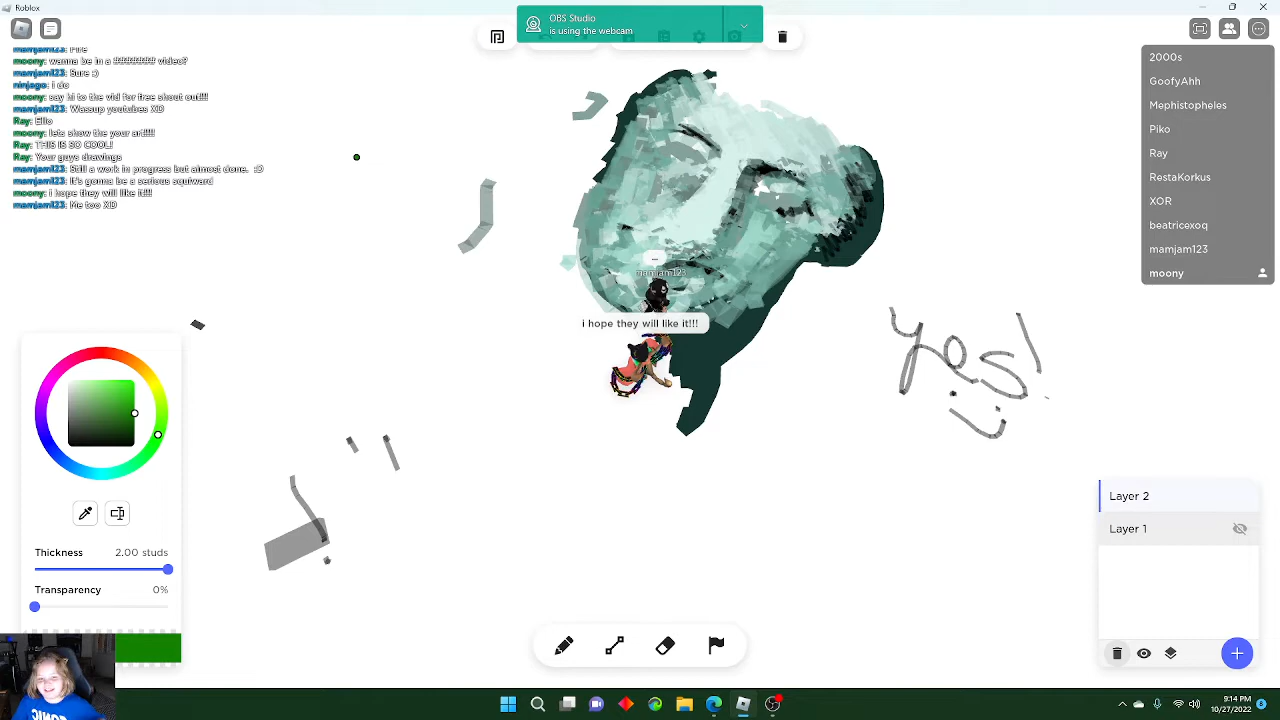 Roblox
OBS Studio
is using the webcam
mamjam123: Fire
moony: wanna be in a ######## video?
mamjam123: Sure :)
ninjago: i do
moony: say hi to the vid for free shout out!!!
mamjam123: Wassup youtubes XD
Ray: Ello
moony: lets show the your art!!!!
Ray: THIS IS SO COOL!
Ray: Your guys drawings
mamjam123: Still a work in progress but almost done. :D
mamjam123: It's gonna be a serious squitward
moony: i hope they will like it!!!
mamjam123: Me too XD
2000s
GoofyAhh
Mephistopheles
Piko
Ray
RestaKorkus
XOR
beatricexoq
mamjam123
moony
...
mamjam123
i hope they will like it!!!
yes!
Thickness 2.00 studs
Transparency 0%
Layer 2
Layer 1
9:14 PM
10/20/2022